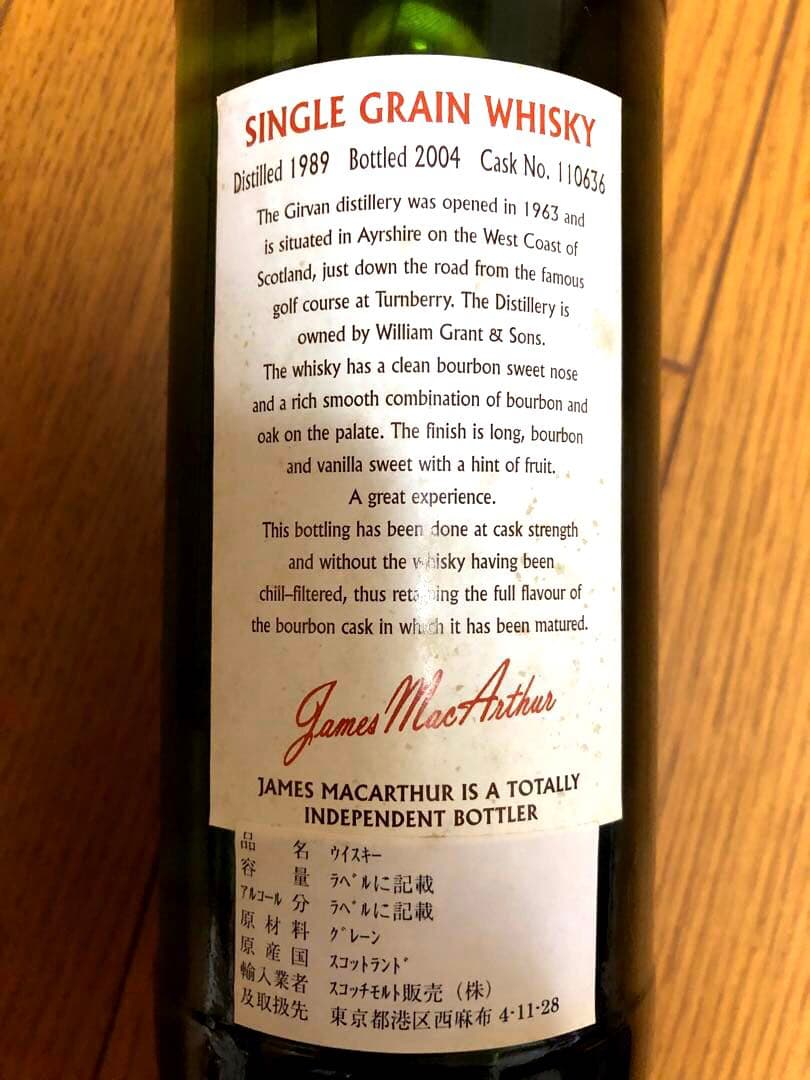 SINGLE GRAIN WHISKY
Distilled 1989 Bottled 2004 Cask No. 110636
The Girvan distillery was opened in 1963 and
is situated in Ayrshire on the West Coast of
Scotland, just down the road from the famous
golf course at Turnberry. The Distillery is
owned by William Grant & Sons.
The whisky has a clean bourbon sweet nose
and a rich smooth combination of bourbon and
oak on the palate. The finish is long, bourbon
and vanilla sweet with a hint of fruit.
A great experience.
This bottling has been done at cask strength
and without the whisky having been
chill–filtered, thus retaining the full flavour of
the bourbon cask in which it has been matured.
James MacArthur
JAMES MACARTHUR IS A TOTALLY
INDEPENDENT BOTTLER
品名 ウイスキー
容量 ラベルに記載
アルコール分 ラベルに記載
原材料 グレーン
原産国 スコットランド
輸入業者 スコッチモルト販売（株）
及取扱先 東京都港区西麻布 4-11-28